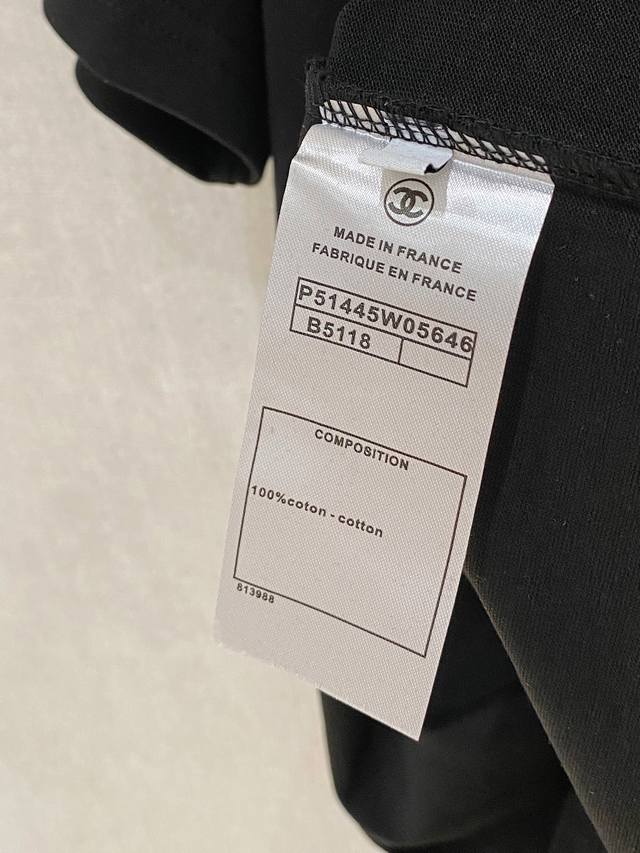 MADE IN FRANCE
FABRIQUE EN FRANCE
P51445W05646
B5118
COMPOSITION
100%coton - cotton
813988